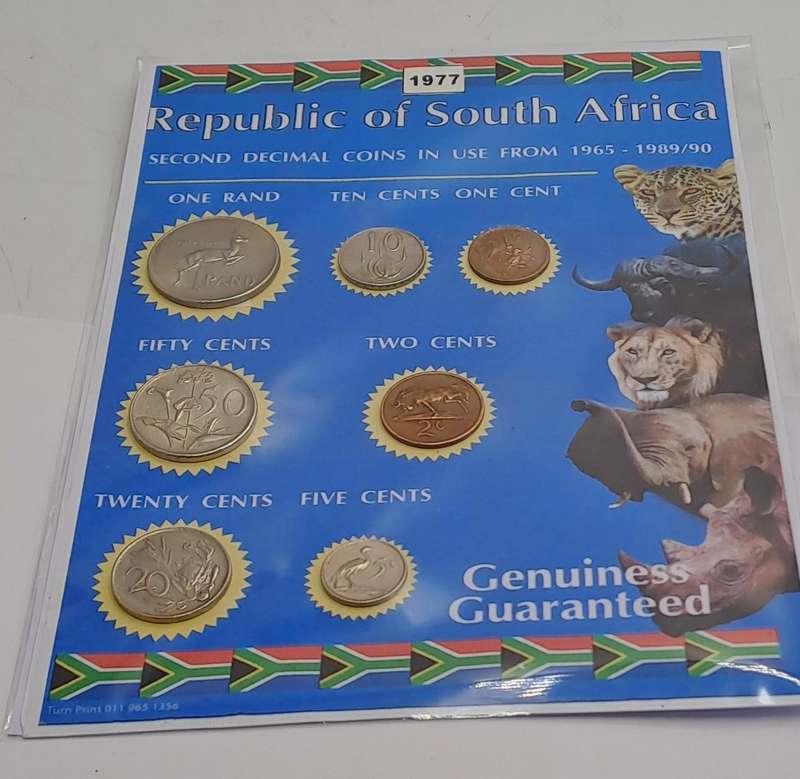 1977
Republic of South Africa
SECOND DECIMAL COINS IN USE FROM 1965 - 1989/90
ONE RAND TEN CENTS ONE CENT
1 RAND
10
FIFTY CENTS TWO CENTS
50
2c
TWENTY CENTS FIVE CENTS
20
5c
Genuiness
Guaranteed
Turn Print 011 965 1356